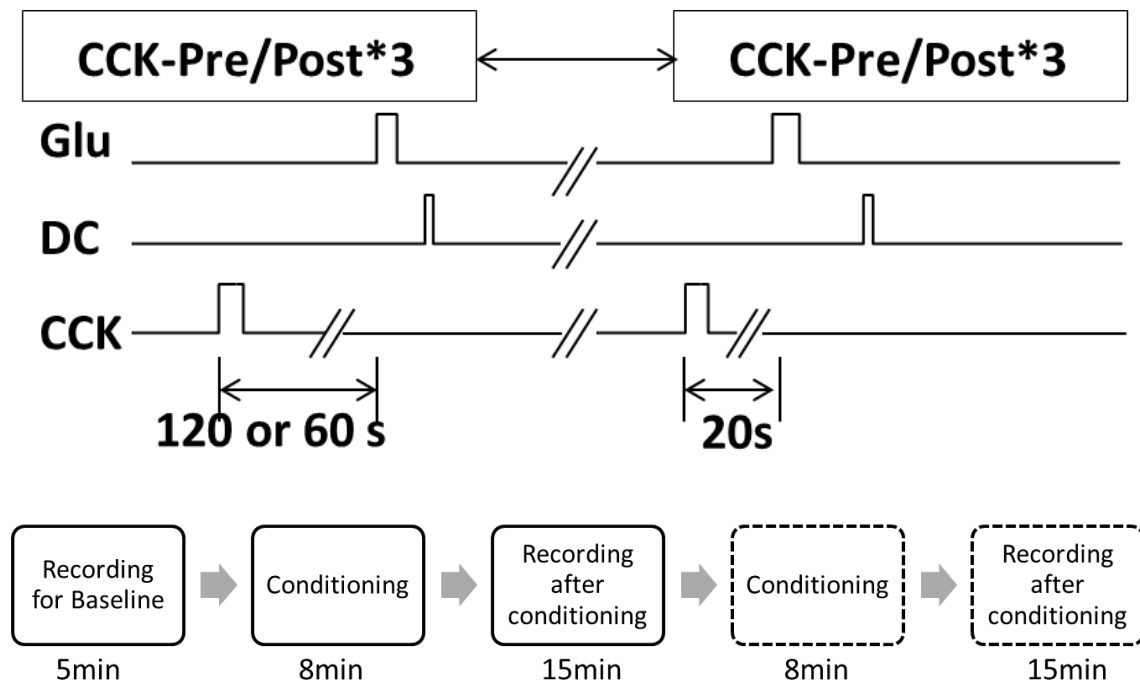 CCK-Pre/Post*3 CCK-Pre/Post*3
Glu
DC
CCK
120 or 60 s 20s
Recording for Baseline
Conditioning
Recording after conditioning
Conditioning
Recording after conditioning
5min 8min 15min 8min 15min